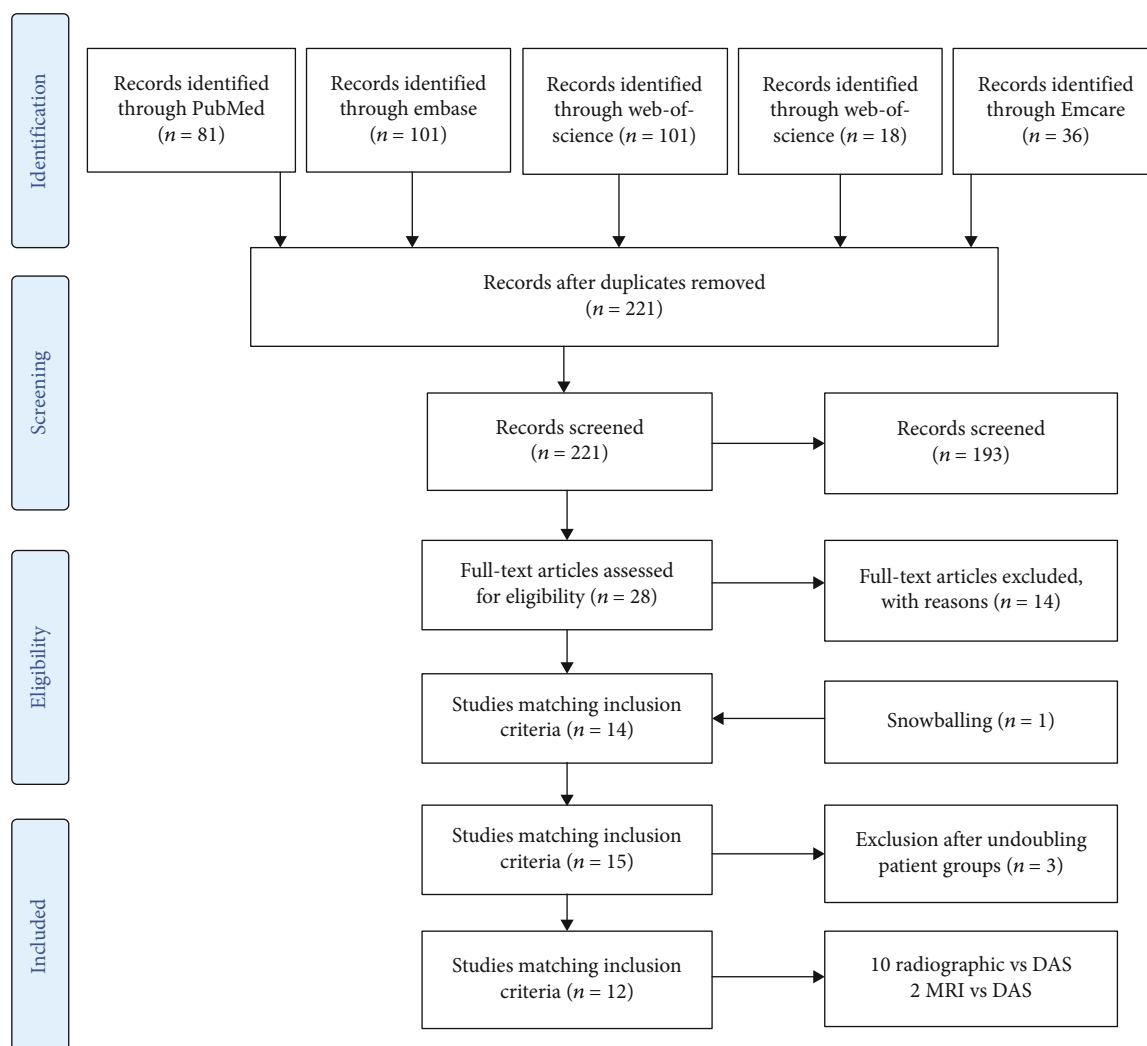 Identification
Records identified
through PubMed
(n = 81)
Records identified
through embase
(n = 101)
Records identified
through web-of-
science (n = 101)
Records identified
through web-of-
science (n = 18)
Records identified
through Emcare
(n = 36)
Screening
Records after duplicates removed
(n = 221)
Records screened
(n = 221)
Records screened
(n = 193)
Eligibility
Full-text articles assessed
for eligibility (n = 28)
Full-text articles excluded,
with reasons (n = 14)
Studies matching inclusion
criteria (n = 14)
Snowballing (n = 1)
Included
Studies matching inclusion
criteria (n = 15)
Exclusion after undoubling
patient groups (n = 3)
Studies matching inclusion
criteria (n = 12)
10 radiographic vs DAS
2 MRI vs DAS